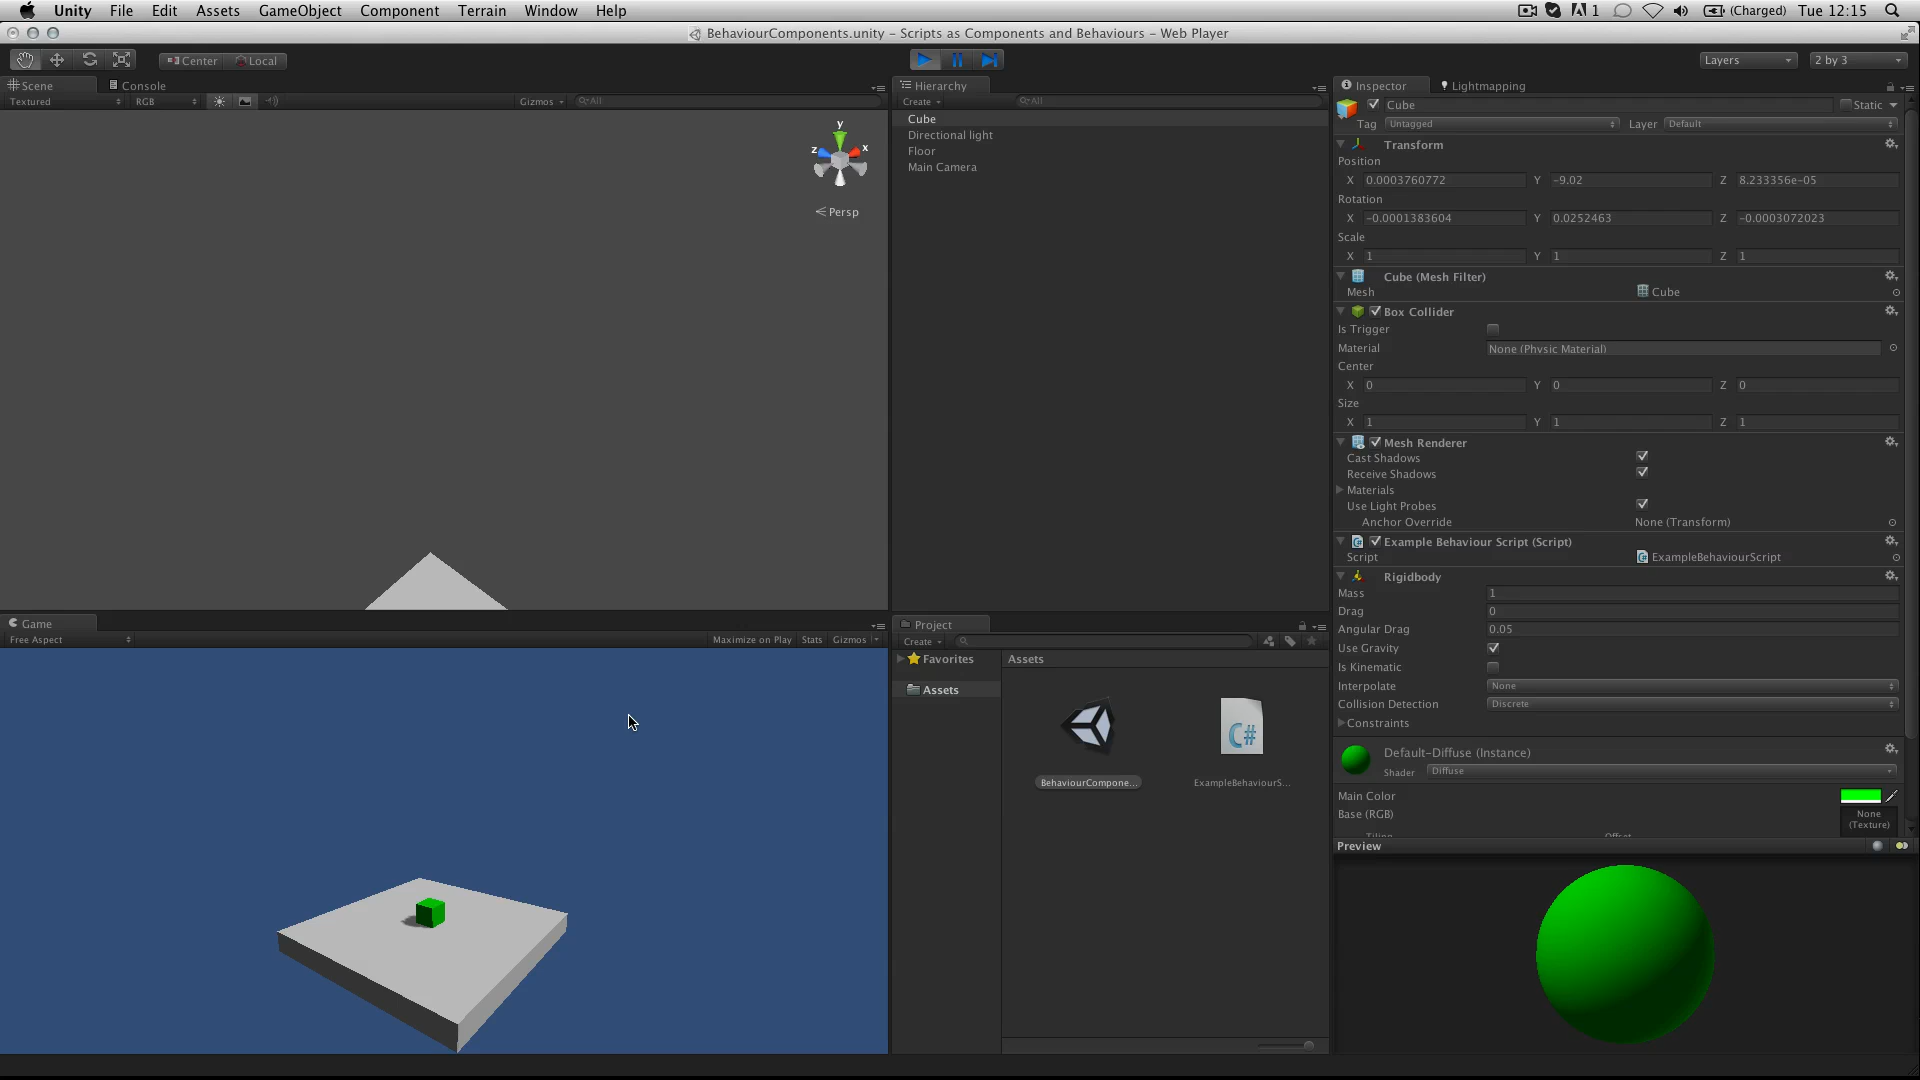 Unity File Edit Assets GameObject Component Terrain Window Help
1 (Charged) Tue 12:15
BehaviourComponents.unity – Scripts as Components and Behaviours – Web Player
Center Local
Layers 2 by 3
Scene Console
Textured RGB Gizmos All
y
z x
Persp
Game
Free Aspect Maximize on Play Stats Gizmos
Hierarchy
Create All
Cube
Directional light
Floor
Main Camera
Project
Create
Favorites
Assets
Assets
BehaviourCompone...
ExampleBehaviourS...
C#
Inspector Lightmapping
Cube Static
Tag Untagged Layer Default
Transform
Position
X 0.0003760772 Y -9.02 Z 8.233356e-05
Rotation
X -0.0001383604 Y 0.0252463 Z -0.0003072023
Scale
X 1 Y 1 Z 1
Cube (Mesh Filter)
Mesh Cube
Box Collider
Is Trigger
Material None (Physic Material)
Center
X 0 Y 0 Z 0
Size
X 1 Y 1 Z 1
Mesh Renderer
Cast Shadows
Receive Shadows
Materials
Use Light Probes
Anchor Override None (Transform)
Example Behaviour Script (Script)
Script ExampleBehaviourScript
Rigidbody
Mass 1
Drag 0
Angular Drag 0.05
Use Gravity
Is Kinematic
Interpolate None
Collision Detection Discrete
Constraints
Default-Diffuse (Instance)
Shader Diffuse
Main Color
Base (RGB) None
(Texture)
Tiling Offset
Preview